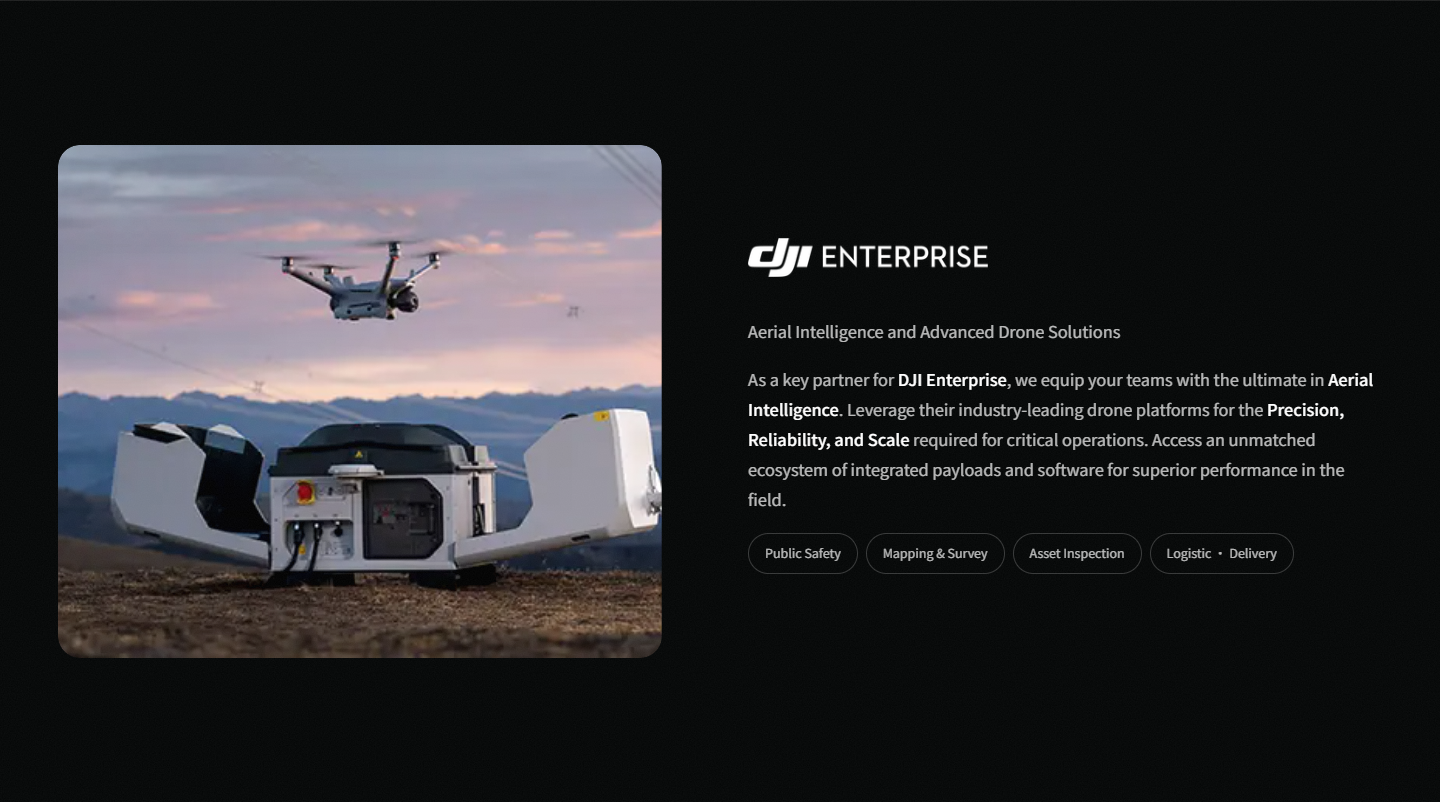 dji ENTERPRISE
Aerial Intelligence and Advanced Drone Solutions
As a key partner for DJI Enterprise, we equip your teams with the ultimate in Aerial
Intelligence. Leverage their industry-leading drone platforms for the Precision,
Reliability, and Scale required for critical operations. Access an unmatched
ecosystem of integrated payloads and software for superior performance in the
field.
Public Safety
Mapping & Survey
Asset Inspection
Logistic • Delivery